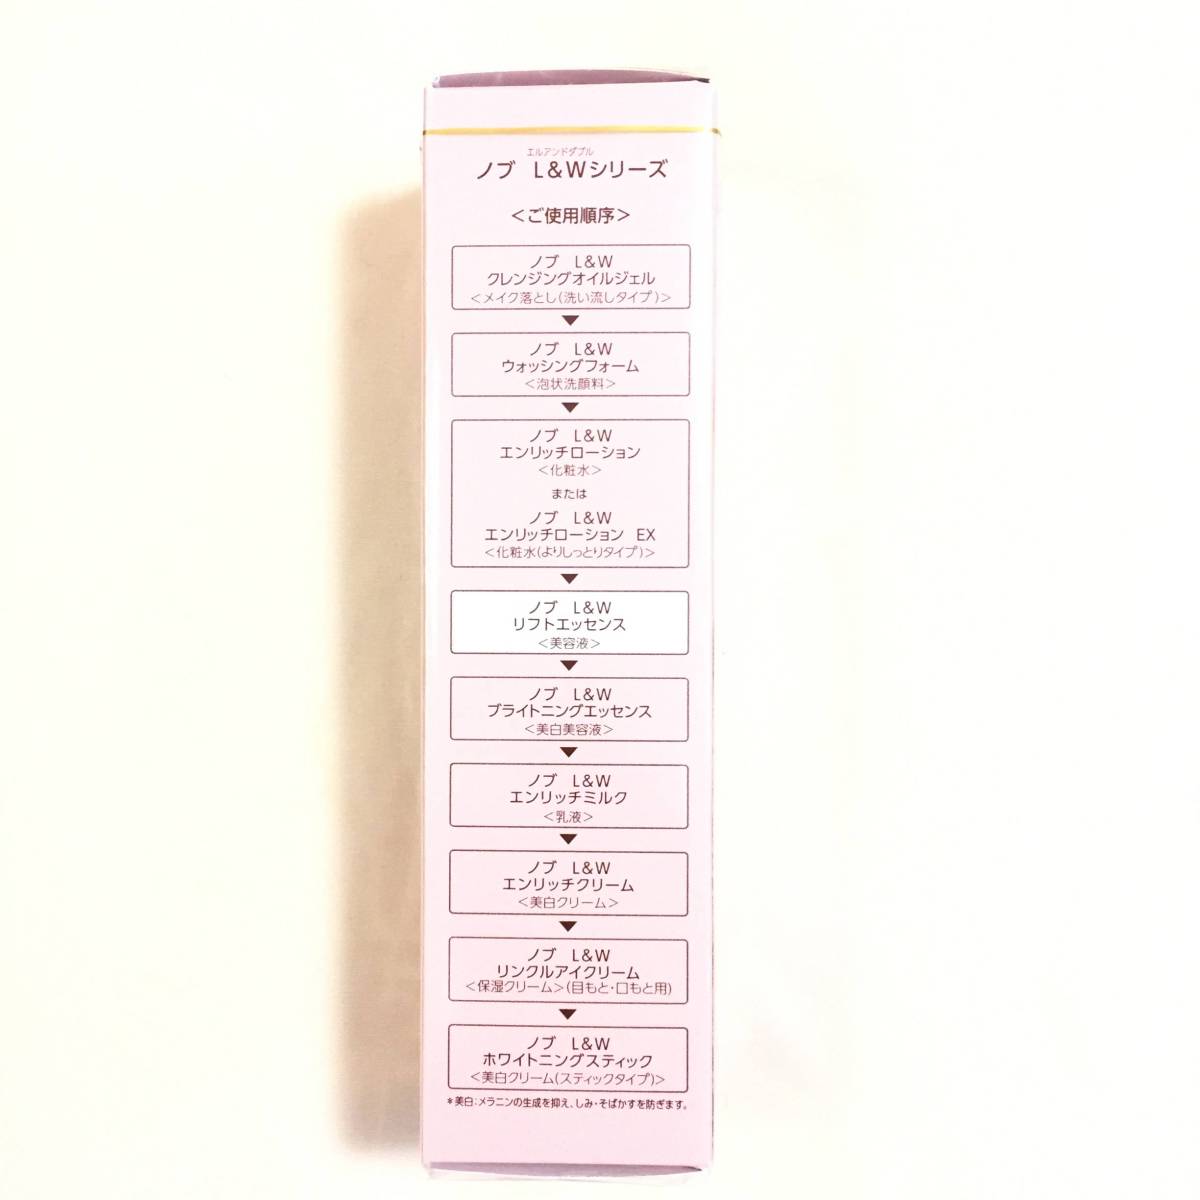 エルアンドダブル
ノブ　L&Wシリーズ
＜ご使用順序＞
ノブ　L&W
クレンジングオイルジェル
＜メイク落とし(洗い流しタイプ)＞
ノブ　L&W
ウォッシングフォーム
＜泡状洗顔料＞
ノブ　L&W
エンリッチローション
＜化粧水＞
または
ノブ　L&W
エンリッチローション　EX
＜化粧水(よりしっとりタイプ)＞
ノブ　L&W
リフトエッセンス
＜美容液＞
ノブ　L&W
ブライトニングエッセンス
＜美白美容液＞
ノブ　L&W
エンリッチミルク
＜乳液＞
ノブ　L&W
エンリッチクリーム
＜美白クリーム＞
ノブ　L&W
リンクルアイクリーム
＜保湿クリーム＞(目もと・口もと用)
ノブ　L&W
ホワイトニングスティック
＜美白クリーム(スティックタイプ)＞
＊美白：メラニンの生成を抑え、しみ・そばかすを防ぎます。